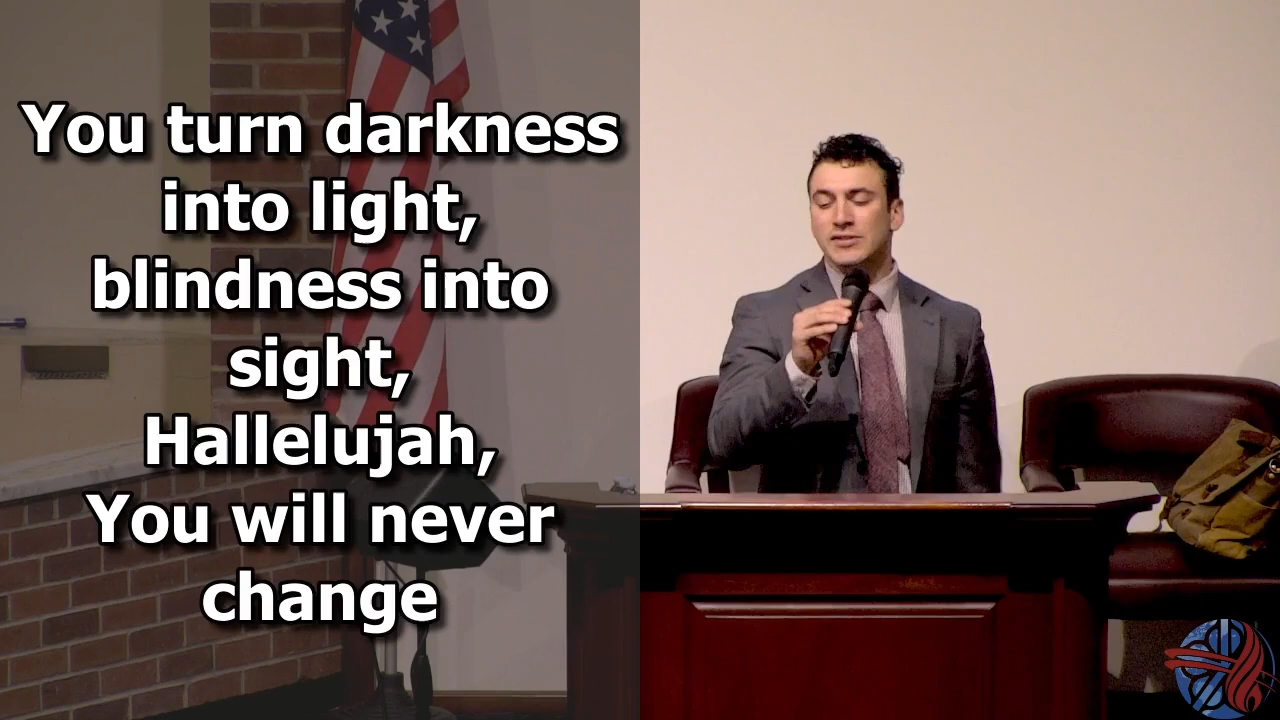 You turn darkness
into light,
blindness into
sight,
Hallelujah,
You will never
change